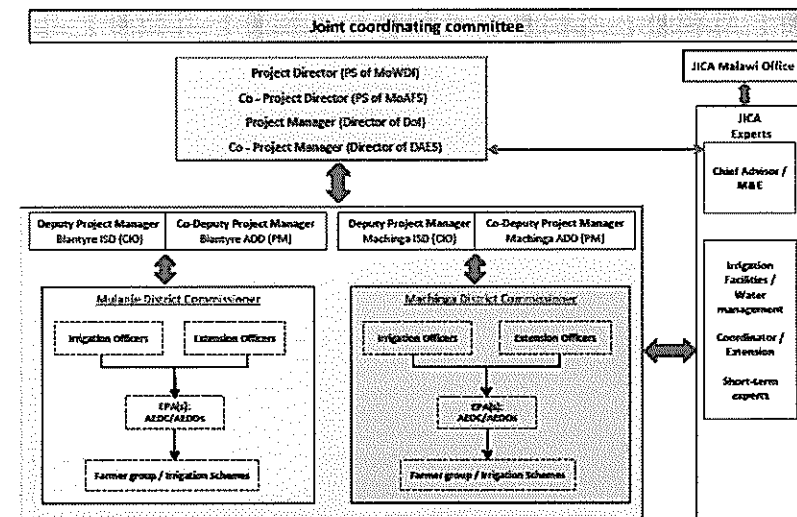 Joint coordinating committee
Project Director (PS of MoWDI)
Co - Project Director (PS of MoAFS)
Project Manager (Director of DoI)
Co - Project Manager (Director of DAES)
JICA Malawi Office
JICA
Experts
Chief Advisor /
M&E
Irrigation
Facilities /
Water
management
Coordinator /
Extension
Short-term
experts
Deputy Project Manager
Blantyre ISD (CIO)
Co-Deputy Project Manager
Blantyre ADD (PM)
Deputy Project Manager
Machinga ISD (CIO)
Co-Deputy Project Manager
Machinga ADD (PM)
Mulanje District Commissioner
Irrigation Officers
Extension Officers
EPA(s):
AEDC/AEDOs
Farmer group / Irrigation Schemes
Machinga District Commissioner
Irrigation Officers
Extension Officers
EPA(s):
AEDC/AEDOs
Farmer group / Irrigation Schemes